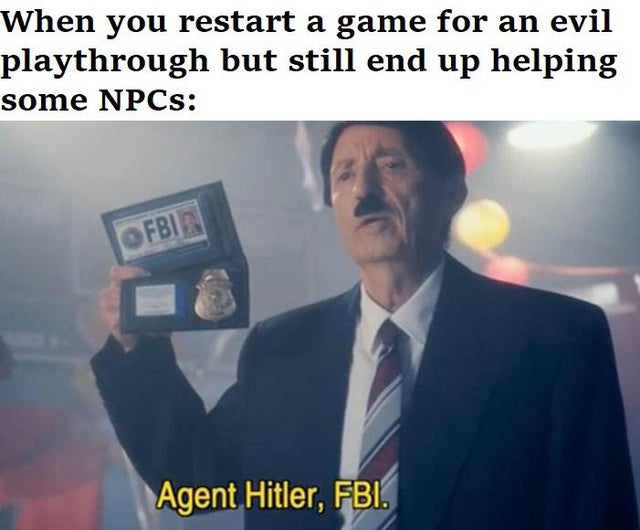 When you restart a game for an evil
playthrough but still end up helping
some NPCs:
FBI
Agent Hitler, FBI.